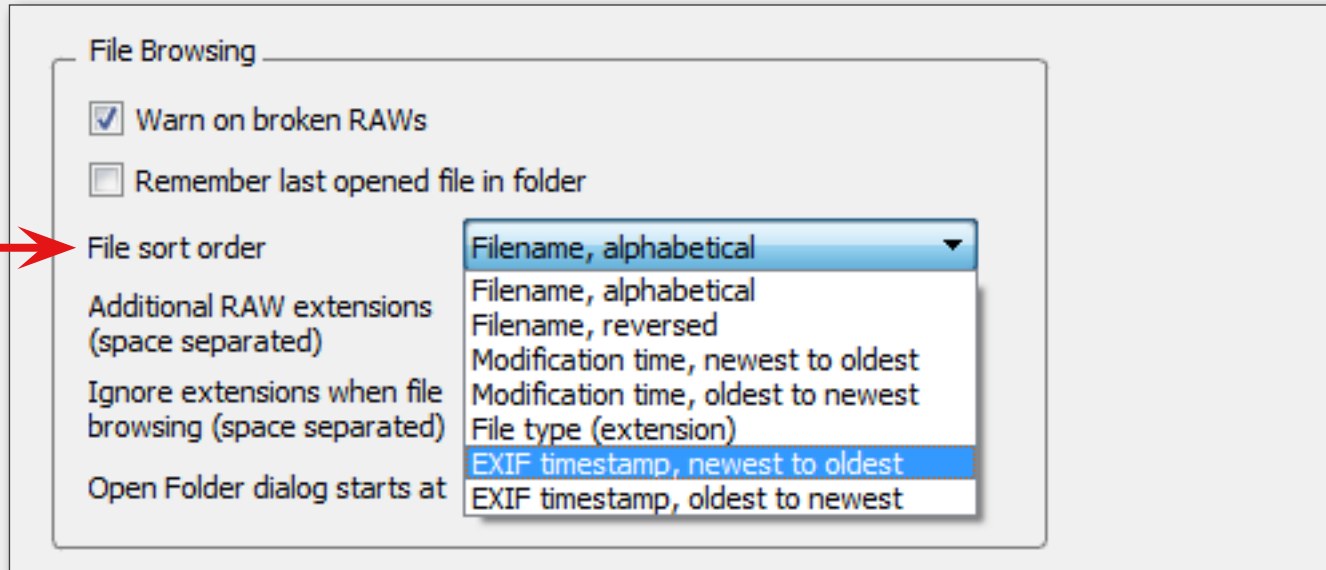 File Browsing
Warn on broken RAWs
Remember last opened file in folder
File sort order
Filename, alphabetical
Filename, alphabetical
Filename, reversed
Modification time, newest to oldest
Modification time, oldest to newest
File type (extension)
EXIF timestamp, newest to oldest
EXIF timestamp, oldest to newest
Additional RAW extensions
(space separated)
Ignore extensions when file
browsing (space separated)
Open Folder dialog starts at